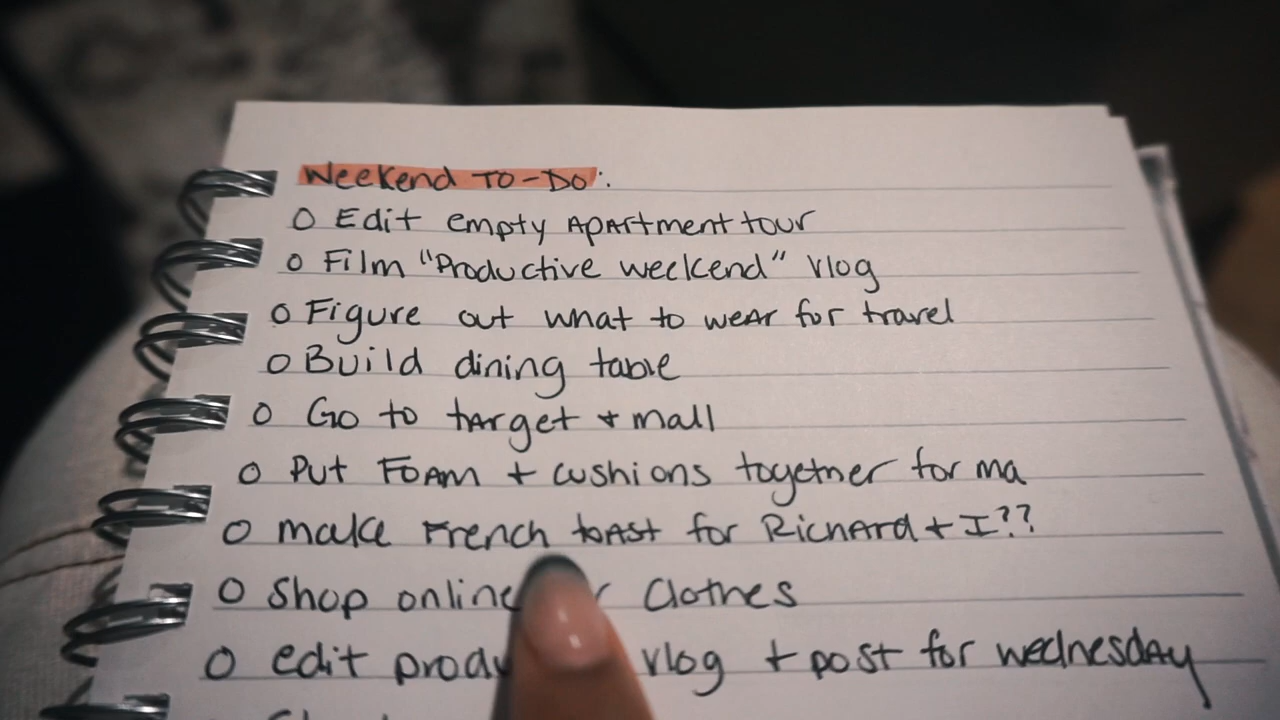 Weekend To-Do:
O Edit empty Apartment tour
O Film "Productive weekend" Vlog
O Figure out what to wear for travel
O Build dining table
O Go to target + mall
O Put Foam + cushions together for ma
O make French toast for Richard + I??
O Shop online Clothes
O edit vlog + post for wednesday